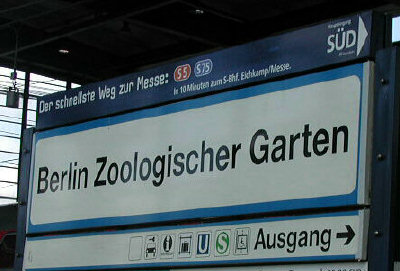 Der schnellste Weg zur Messe: S5 S75
In 10 Minuten zum S-Bhf. Eichkamp/Messe.
SÜD
Berlin Zoologischer Garten
U S
Ausgang →